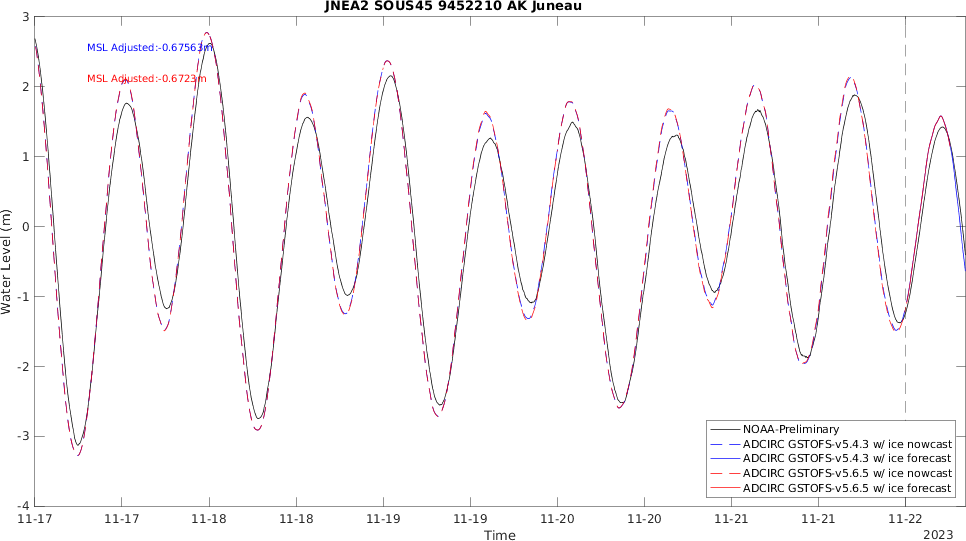 JNEA2 SOUS45 9452210 AK Juneau
MSL Adjusted:-0.67563m
MSL Adjusted:-0.6723m
3
2
1
0
-1
-2
-3
-4
Water Level (m)
11-17 11-17 11-18 11-18 11-19 11-19 11-20 11-20 11-21 11-21 11-22
Time
2023
NOAA-Preliminary
ADCIRC GSTOFS-v5.4.3 w/ ice nowcast
ADCIRC GSTOFS-v5.4.3 w/ ice forecast
ADCIRC GSTOFS-v5.6.5 w/ ice nowcast
ADCIRC GSTOFS-v5.6.5 w/ ice forecast